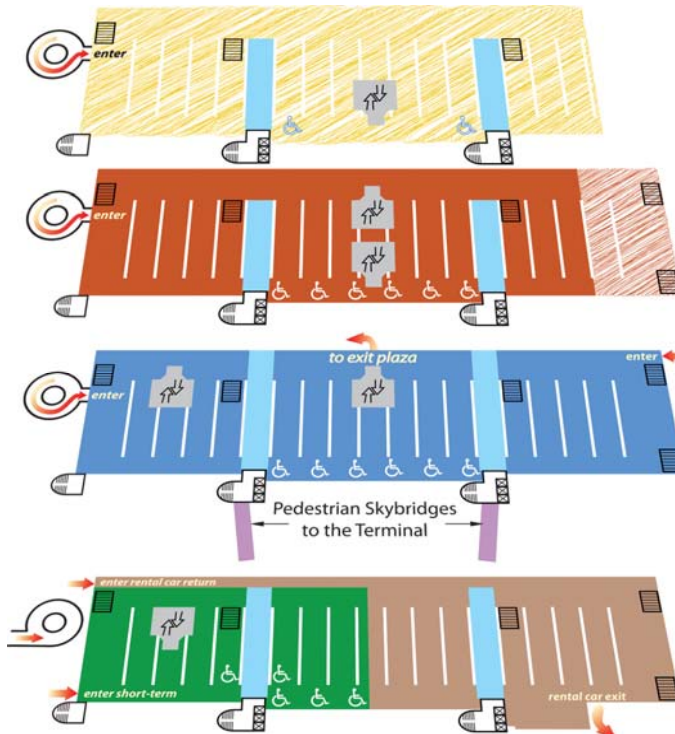 enter
enter
to exit plaza
enter
enter
Pedestrian Skybridges
to the Terminal
enter rental car return
enter short-term
rental car exit